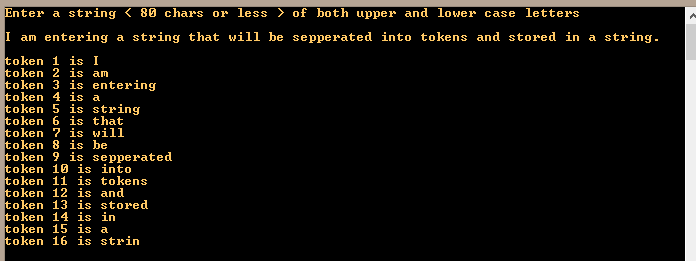 Enter a string < 80 chars or less > of both upper and lower case letters
I am entering a string that will be sepperated into tokens and stored in a string.
token 1 is I
token 2 is am
token 3 is entering
token 4 is a
token 5 is string
token 6 is that
token 7 is will
token 8 is be
token 9 is sepperated
token 10 is into
token 11 is tokens
token 12 is and
token 13 is stored
token 14 is in
token 15 is a
token 16 is strin